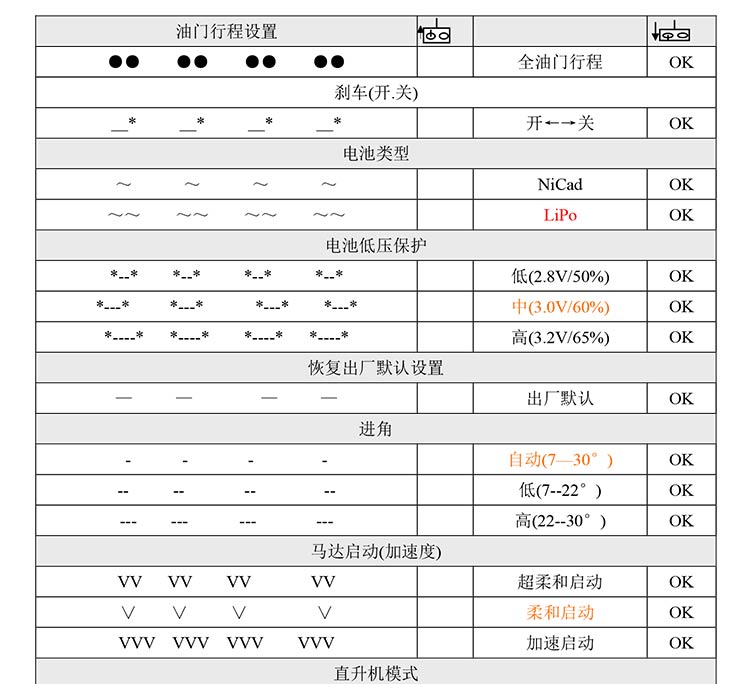 油门行程设置
●● ●● ●● ●● 全油门行程 OK
刹车(开.关)
__* __* __* __* 开←→关 OK
电池类型
~ ~ ~ ~ NiCad OK
~~ ~~ ~~ ~~ LiPo OK
电池低压保护
*--* *--* *--* *--* 低(2.8V/50%) OK
*---* *---* *---* *---* 中(3.0V/60%) OK
*----* *----* *----* *----* 高(3.2V/65%) OK
恢复出厂默认设置
— — — — 出厂默认 OK
进角
- - - - 自动(7—30°) OK
-- -- -- -- 低(7--22°) OK
--- --- --- --- 高(22--30°) OK
马达启动(加速度)
VV VV VV VV 超柔和启动 OK
∨ ∨ ∨ ∨ 柔和启动 OK
VVV VVV VVV VVV 加速启动 OK
直升机模式